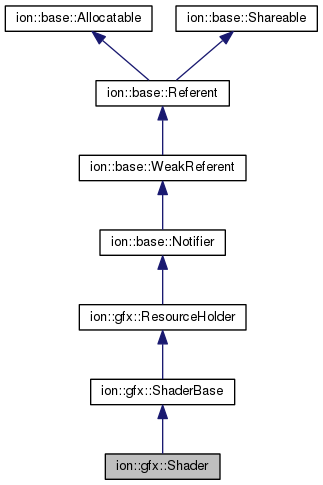 ion::base::Allocatable
ion::base::Shareable
ion::base::Referent
ion::base::WeakReferent
ion::base::Notifier
ion::gfx::ResourceHolder
ion::gfx::ShaderBase
ion::gfx::Shader